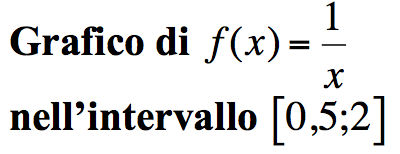 Grafico di f(x) = 1/x
nell'intervallo [0,5;2]